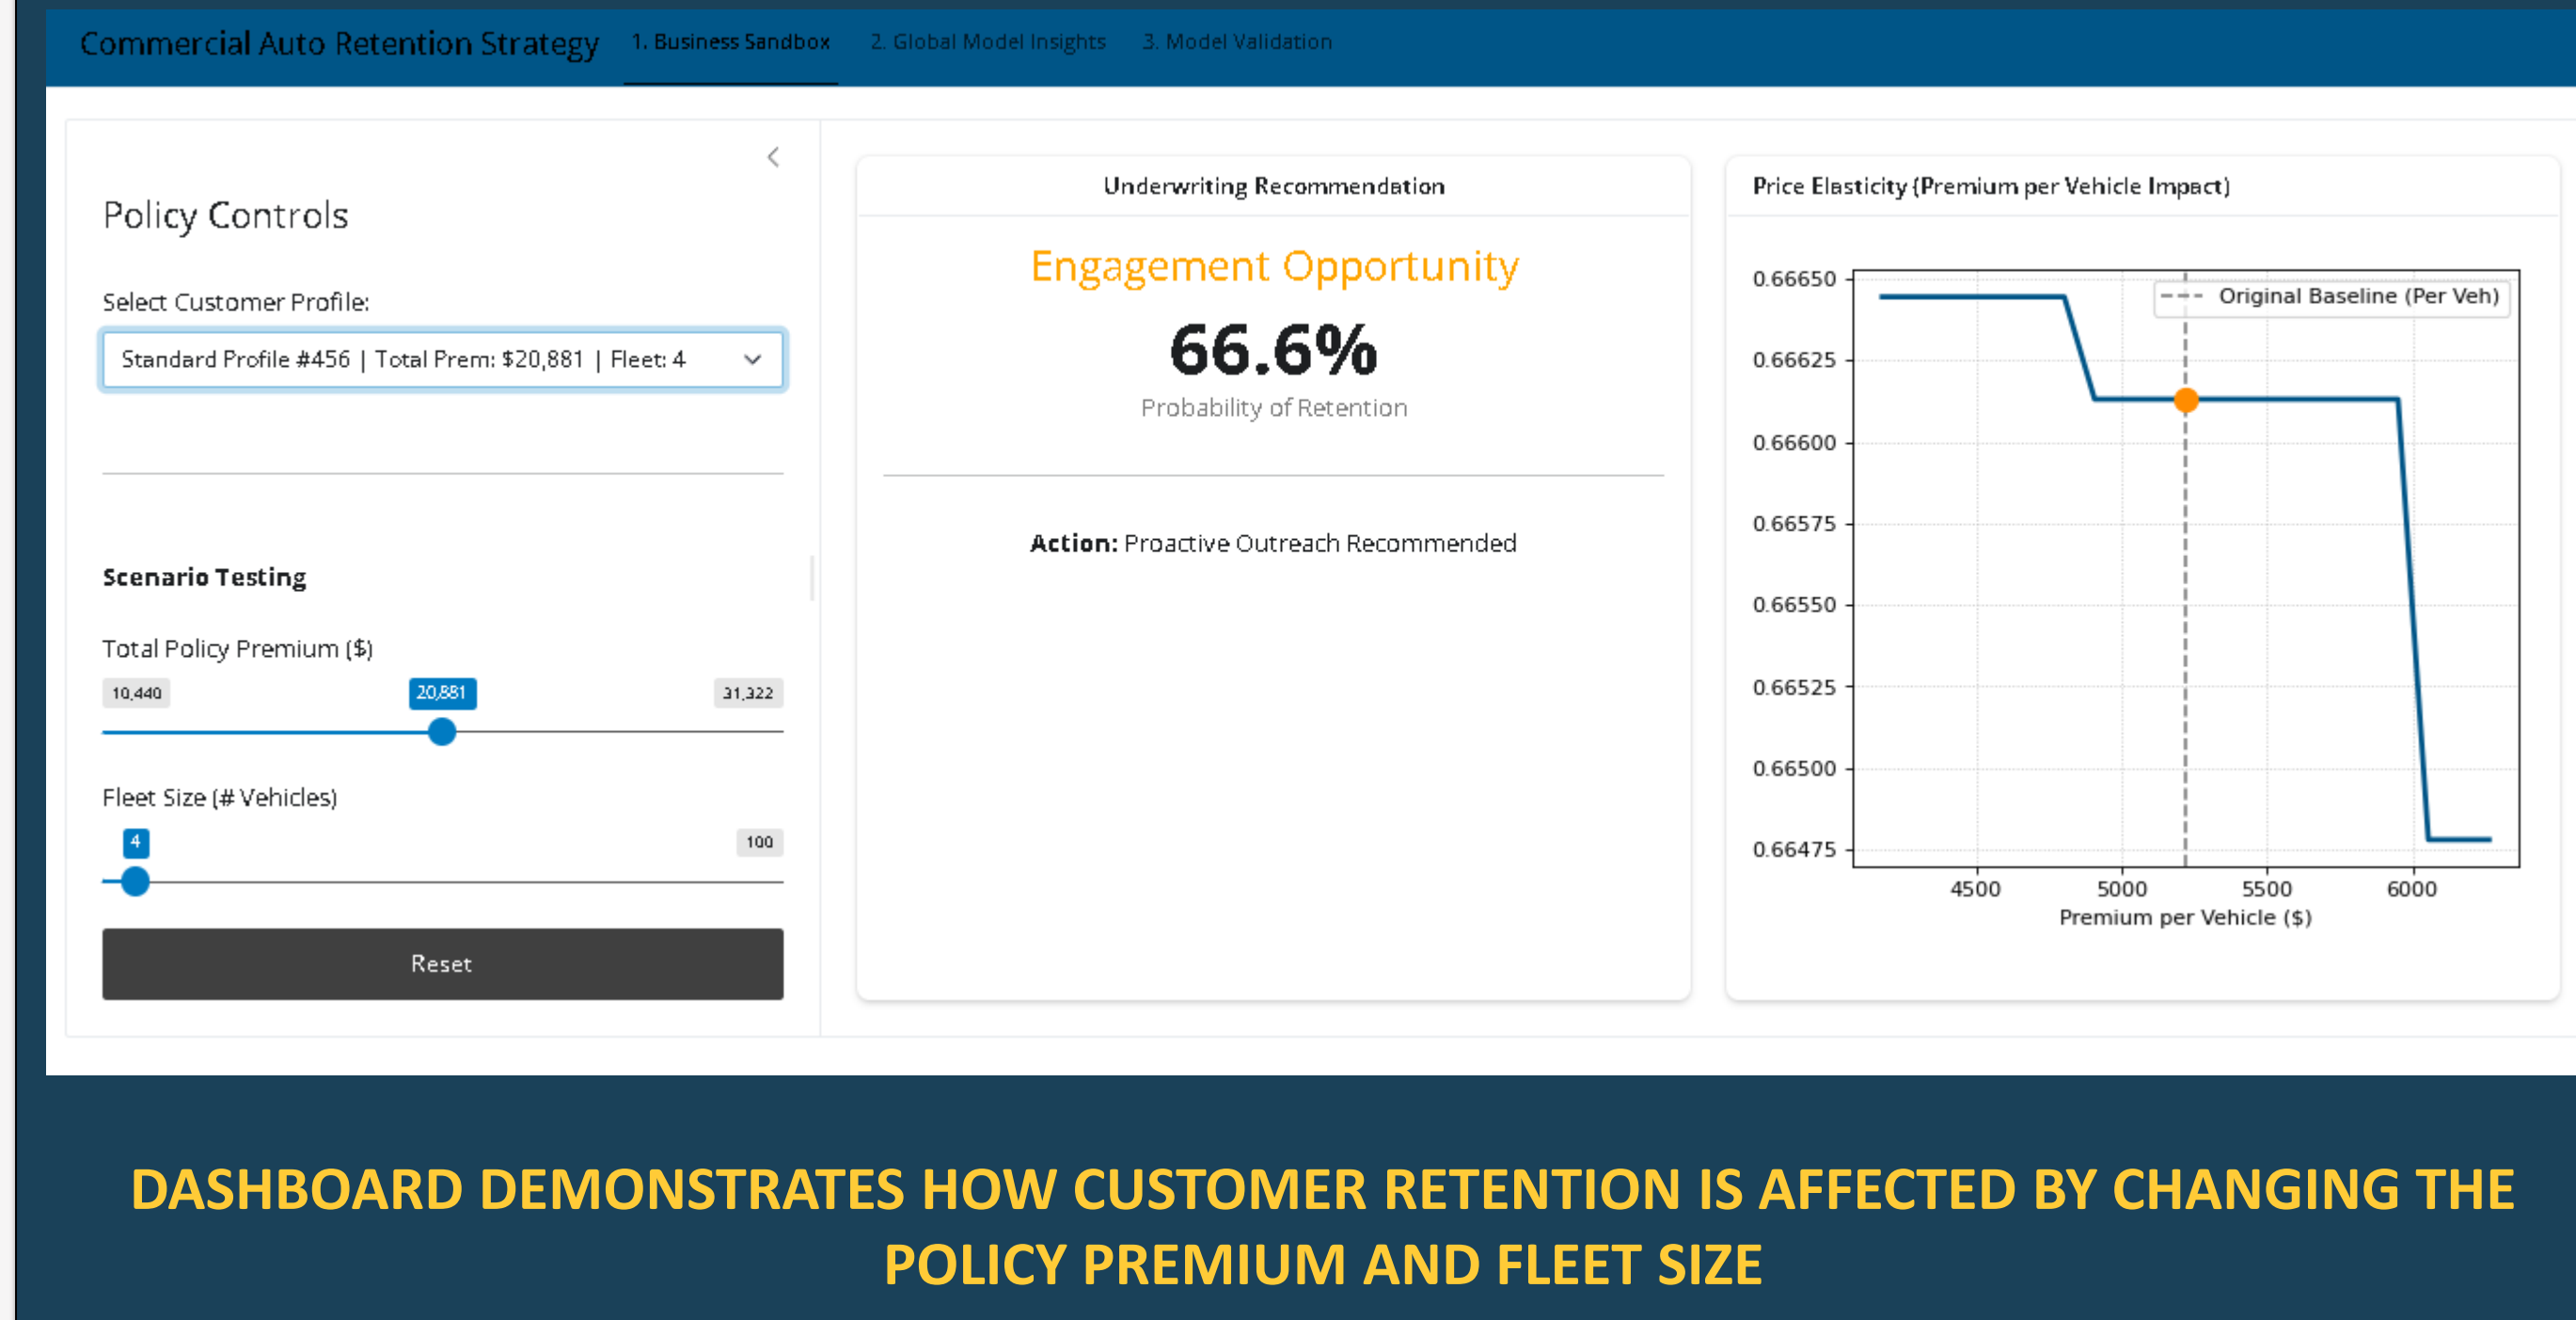 Commercial Auto Retention Strategy 1. Business Sandbox 2. Global Model Insights 3. Model Validation
Policy Controls
Select Customer Profile:
Standard Profile #456 | Total Prem: $20,881 | Fleet: 4
Scenario Testing
Total Policy Premium ($)
10,440 20,881 31,322
Fleet Size (# Vehicles)
4 100
Reset
Underwriting Recommendation
Engagement Opportunity
66.6%
Probability of Retention
Action: Proactive Outreach Recommended
Price Elasticity (Premium per Vehicle Impact)
Original Baseline (Per Veh)
0.66650
0.66625
0.66600
0.66575
0.66550
0.66525
0.66500
0.66475
4500 5000 5500 6000
Premium per Vehicle ($)
DASHBOARD DEMONSTRATES HOW CUSTOMER RETENTION IS AFFECTED BY CHANGING THE
POLICY PREMIUM AND FLEET SIZE